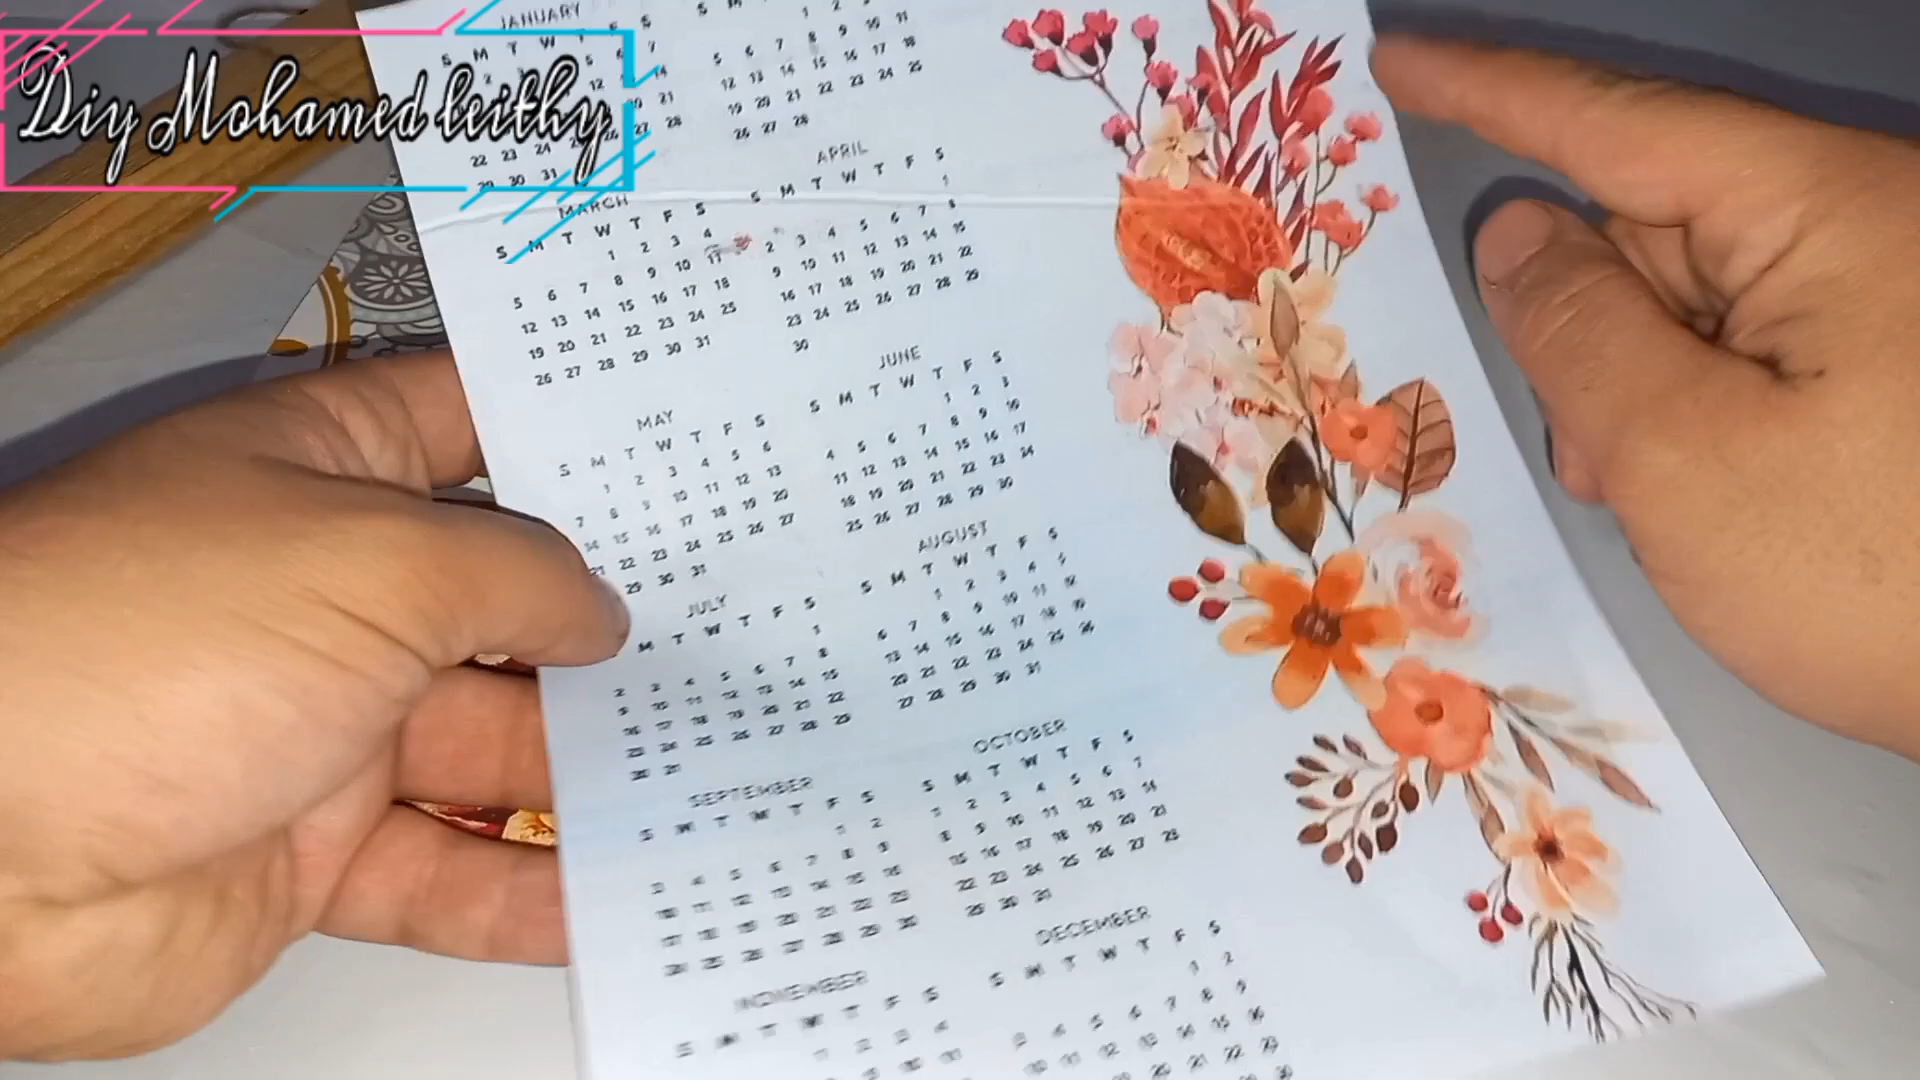 Diy Mohamed leithy
JANUARY
S M T W F S
7
12 14
21
22 23 24 26 27 28
29 30 31
S M
1 2
5 6 7 8 9 10 11
12 13 14 15 16 17 18
19 20 21 22 23 24 25
26 27 28
MARCH
S M T W T F S
1 2 3 4
5 6 7 8 9 10 11
12 13 14 15 16 17 18
19 20 21 22 23 24 25
26 27 28 29 30 31
APRIL
S M T W T F S
1
2 3 4 5 6 7 8
9 10 11 12 13 14 15
16 17 18 19 20 21 22
23 24 25 26 27 28 29
30
MAY
S M T W T F S
1 2 3 4 5 6
7 8 9 10 11 12 13
14 15 16 17 18 19 20
21 22 23 24 25 26 27
29 30 31
JUNE
S M T W T F S
1 2 3
4 5 6 7 8 9 10
11 12 13 14 15 16 17
18 19 20 21 22 23 24
25 26 27 28 29 30
JULY
M T W T F S
1
2 3 4 5 6 7 8
9 10 11 12 13 14 15
16 17 18 19 20 21 22
23 24 25 26 27 28 29
30 31
AUGUST
S M T W T F S
1 2 3 4 5
6 7 8 9 10 11 12
13 14 15 16 17 18 19
20 21 22 23 24 25 26
27 28 29 30 31
SEPTEMBER
S M T W T F S
1 2
3 4 5 6 7 8 9
10 11 12 13 14 15 16
17 18 19 20 21 22 23
24 25 26 27 28 29 30
OCTOBER
S M T W T F S
1 2 3 4 5 6 7
8 9 10 11 12 13 14
15 16 17 18 19 20 21
22 23 24 25 26 27 28
29 30 31
NOVEMBER
S M T W T F S
1 2 3 4
DECEMBER
S M T W T F S
1 2
3 4 5 6 7 8 9
10 11 12 13 14 15 16
21 22 23
30